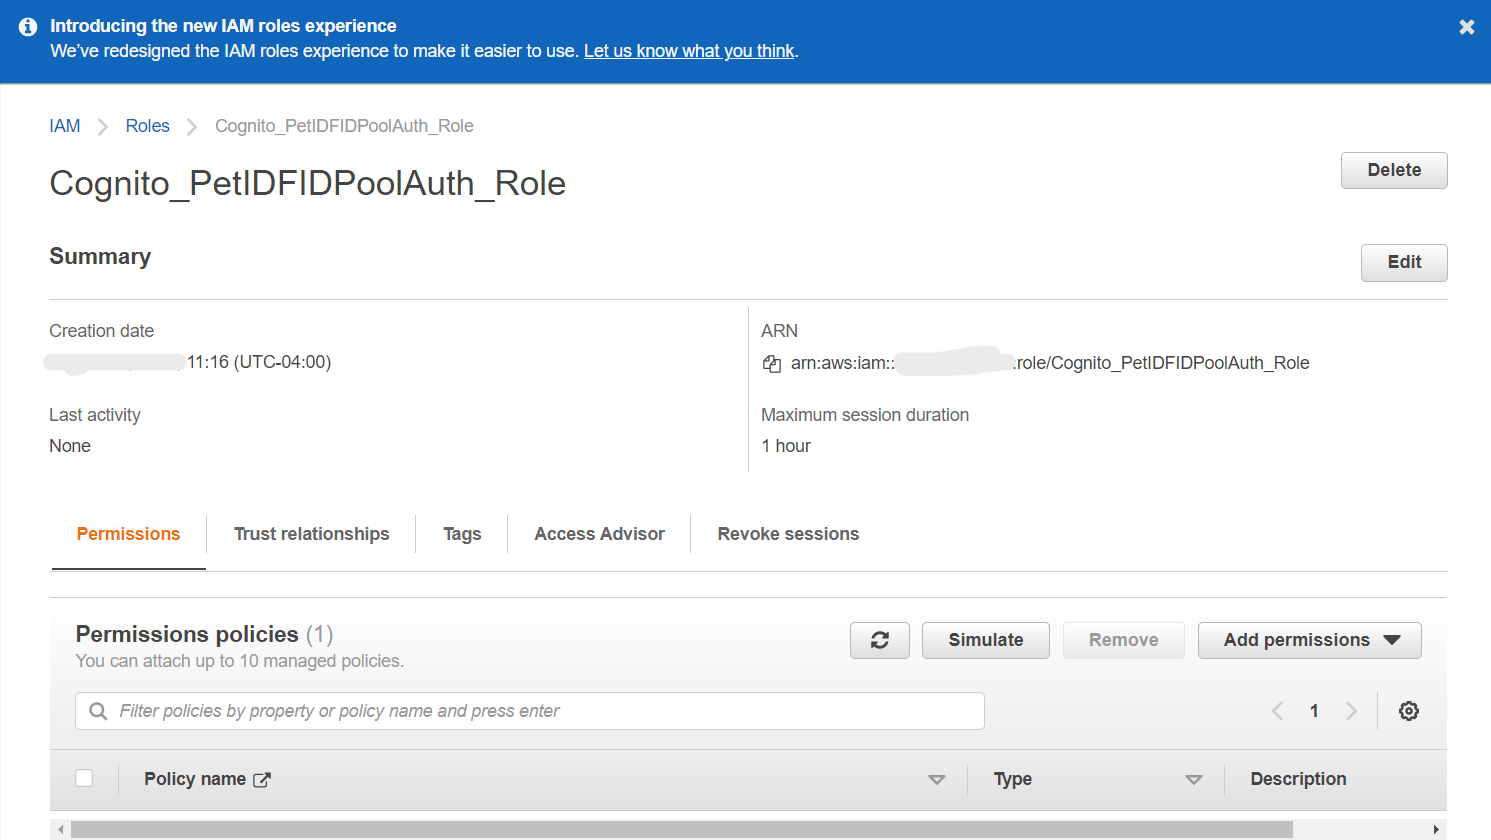 Introducing the new IAM roles experience
We've redesigned the IAM roles experience to make it easier to use. Let us know what you think.
IAM > Roles > Cognito_PetIDFIDPoolAuth_Role
Cognito_PetIDFIDPoolAuth_Role
Delete
Summary
Edit
Creation date
11:16 (UTC-04:00)
ARN
arn:aws:iam:: :role/Cognito_PetIDFIDPoolAuth_Role
Last activity
None
Maximum session duration
1 hour
Permissions Trust relationships Tags Access Advisor Revoke sessions
Permissions policies (1)
You can attach up to 10 managed policies.
Simulate Remove Add permissions
Filter policies by property or policy name and press enter
1
Policy name Type Description